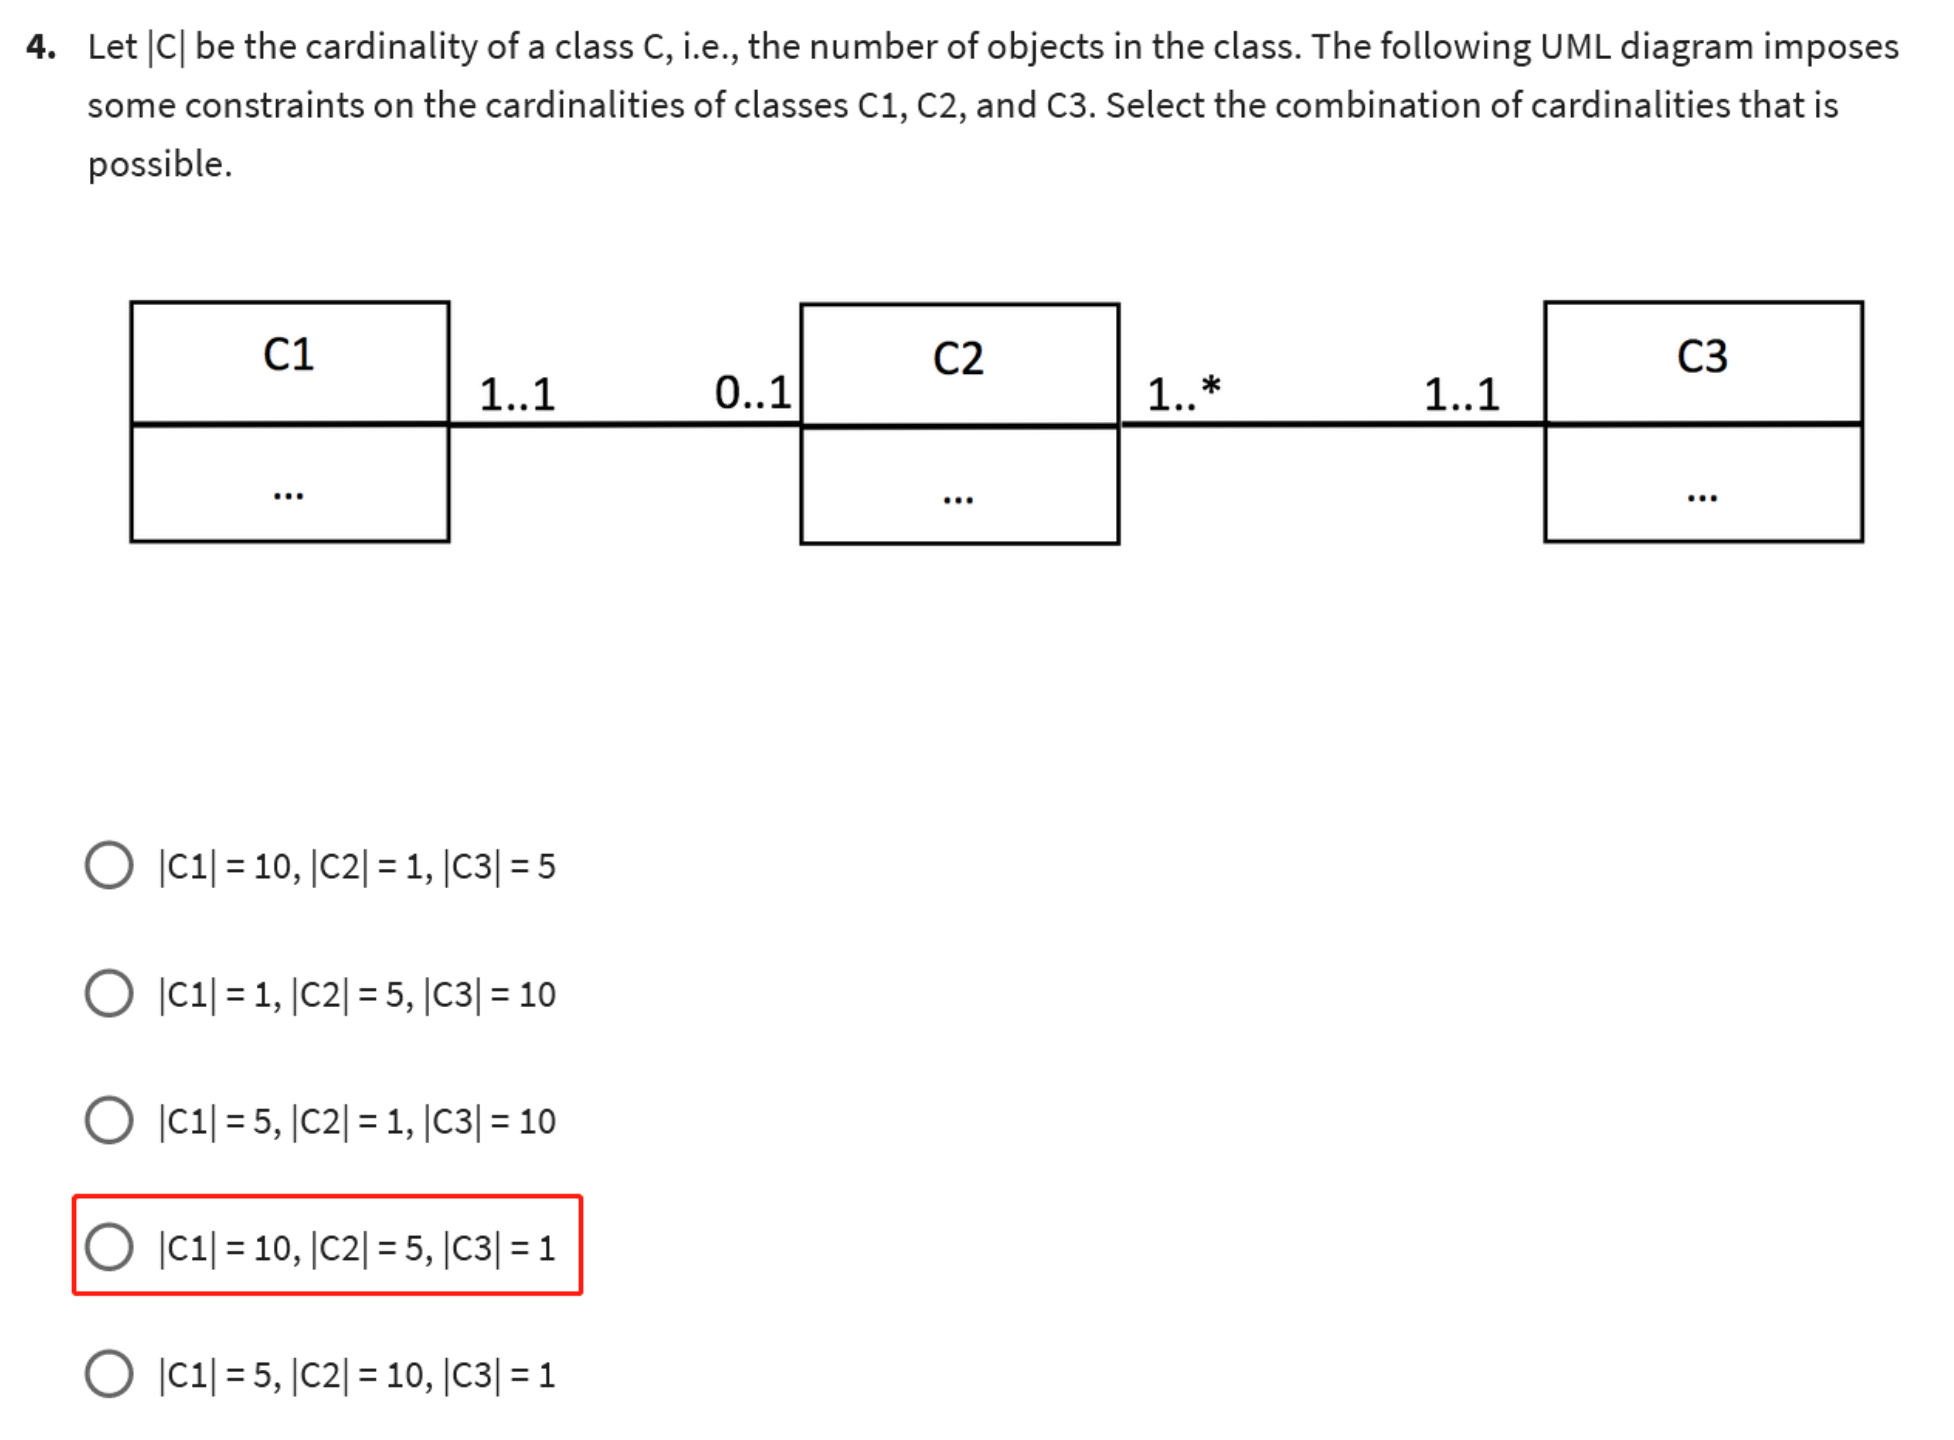 4. Let |C| be the cardinality of a class C, i.e., the number of objects in the class. The following UML diagram imposes
some constraints on the cardinalities of classes C1, C2, and C3. Select the combination of cardinalities that is
possible.
C1 1..1 0..1 C2 1..* 1..1 C3
... ... ...
|C1| = 10, |C2| = 1, |C3| = 5
|C1| = 1, |C2| = 5, |C3| = 10
|C1| = 5, |C2| = 1, |C3| = 10
|C1| = 10, |C2| = 5, |C3| = 1
|C1| = 5, |C2| = 10, |C3| = 1